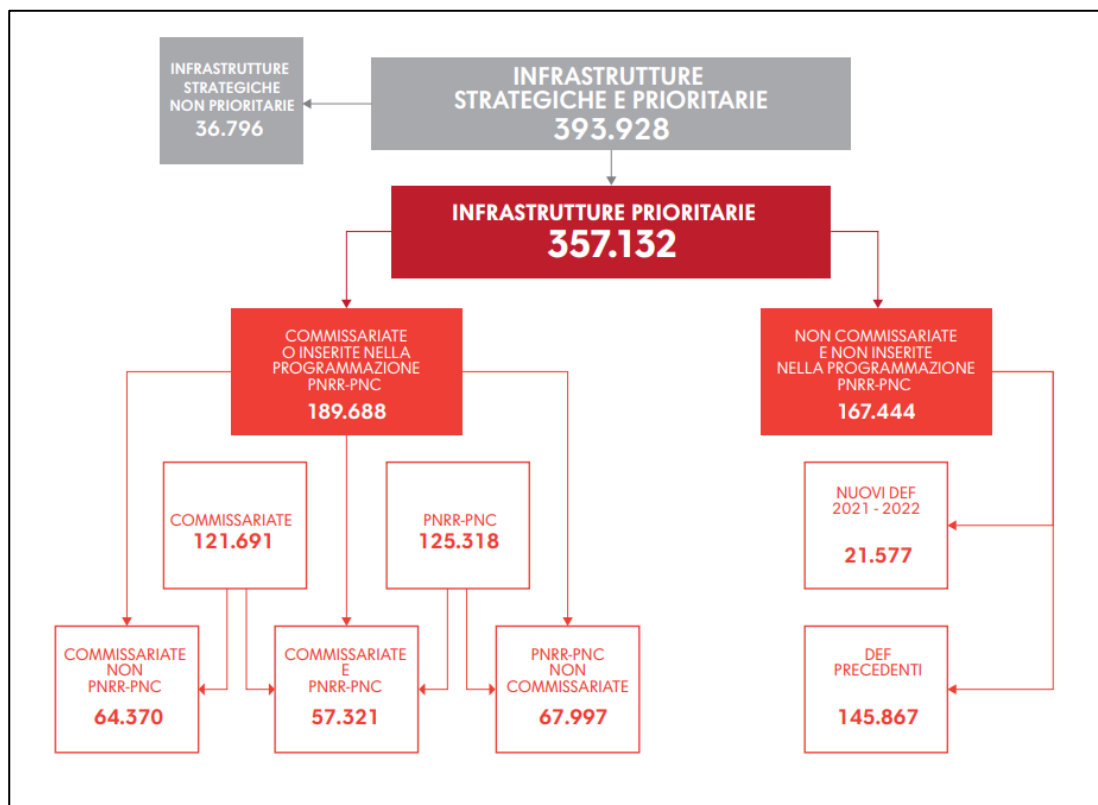 INFRASTRUTTURE
STRATEGICHE
NON PRIORITARIE
36.796
INFRASTRUTTURE
STRATEGICHE E PRIORITARIE
393.928
INFRASTRUTTURE PRIORITARIE
357.132
COMMISSARIATE
O INSERITE NELLA
PROGRAMMAZIONE
PNRR-PNC
189.688
NON COMMISSARIATE
E NON INSERITE
NELLA PROGRAMMAZIONE
PNRR-PNC
167.444
COMMISSARIATE
121.691
PNRR-PNC
125.318
NUOVI DEF
2021 - 2022
21.577
COMMISSARIATE
NON
PNRR-PNC
64.370
COMMISSARIATE
E
PNRR-PNC
57.321
PNRR-PNC
NON
COMMISSARIATE
67.997
DEF
PRECEDENTI
145.867